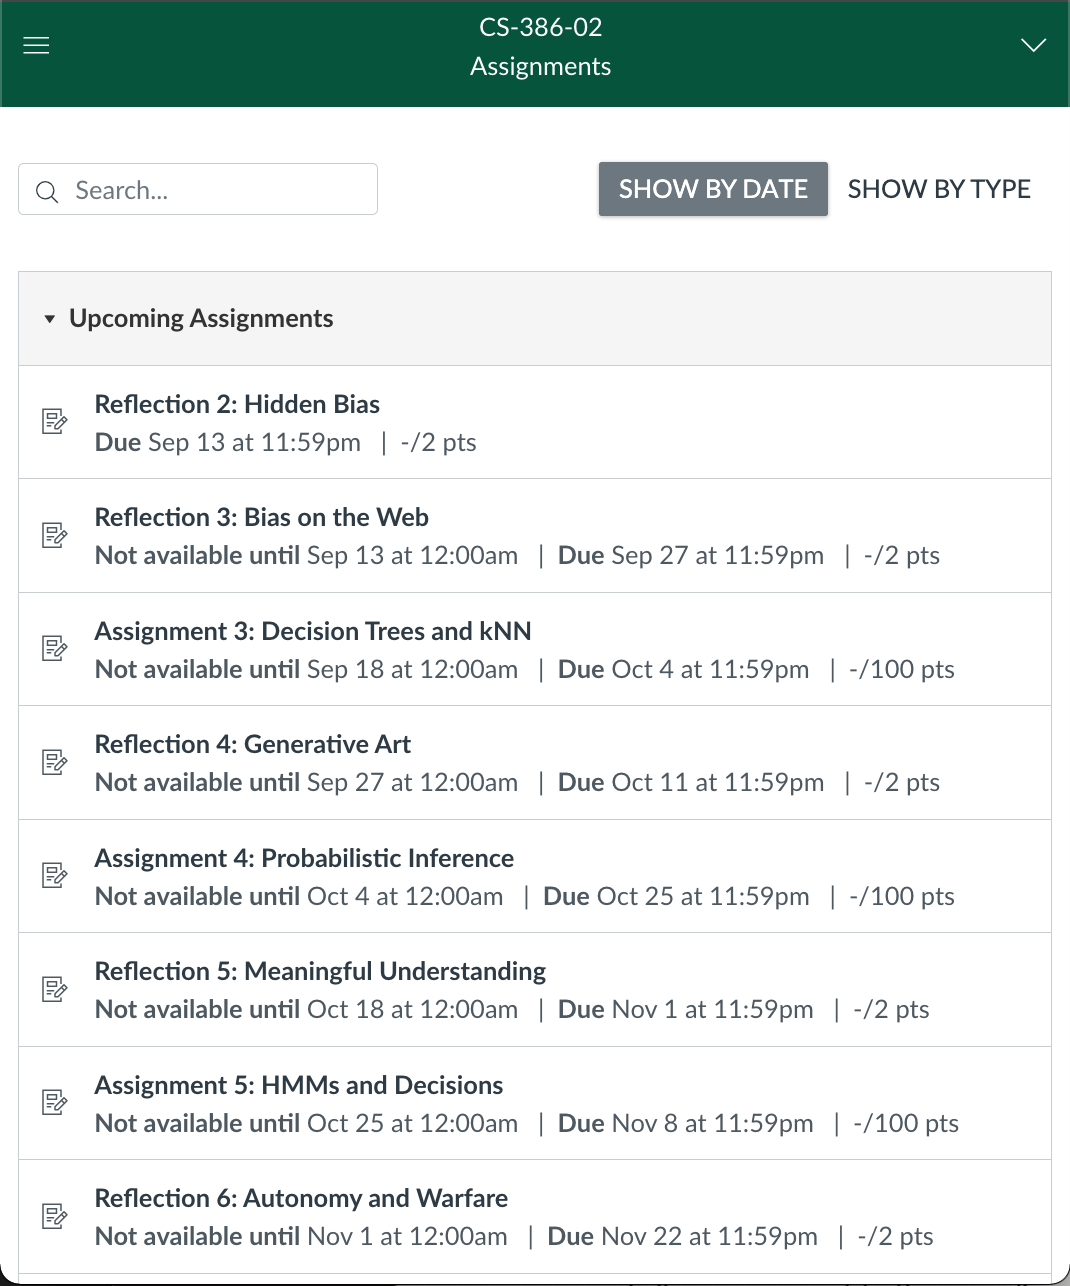 CS-386-02
Assignments
Search...
SHOW BY DATE
SHOW BY TYPE
Upcoming Assignments
Reflection 2: Hidden Bias
Due Sep 13 at 11:59pm | -/2 pts
Reflection 3: Bias on the Web
Not available until Sep 13 at 12:00am | Due Sep 27 at 11:59pm | -/2 pts
Assignment 3: Decision Trees and kNN
Not available until Sep 18 at 12:00am | Due Oct 4 at 11:59pm | -/100 pts
Reflection 4: Generative Art
Not available until Sep 27 at 12:00am | Due Oct 11 at 11:59pm | -/2 pts
Assignment 4: Probabilistic Inference
Not available until Oct 4 at 12:00am | Due Oct 25 at 11:59pm | -/100 pts
Reflection 5: Meaningful Understanding
Not available until Oct 18 at 12:00am | Due Nov 1 at 11:59pm | -/2 pts
Assignment 5: HMMs and Decisions
Not available until Oct 25 at 12:00am | Due Nov 8 at 11:59pm | -/100 pts
Reflection 6: Autonomy and Warfare
Not available until Nov 1 at 12:00am | Due Nov 22 at 11:59pm | -/2 pts